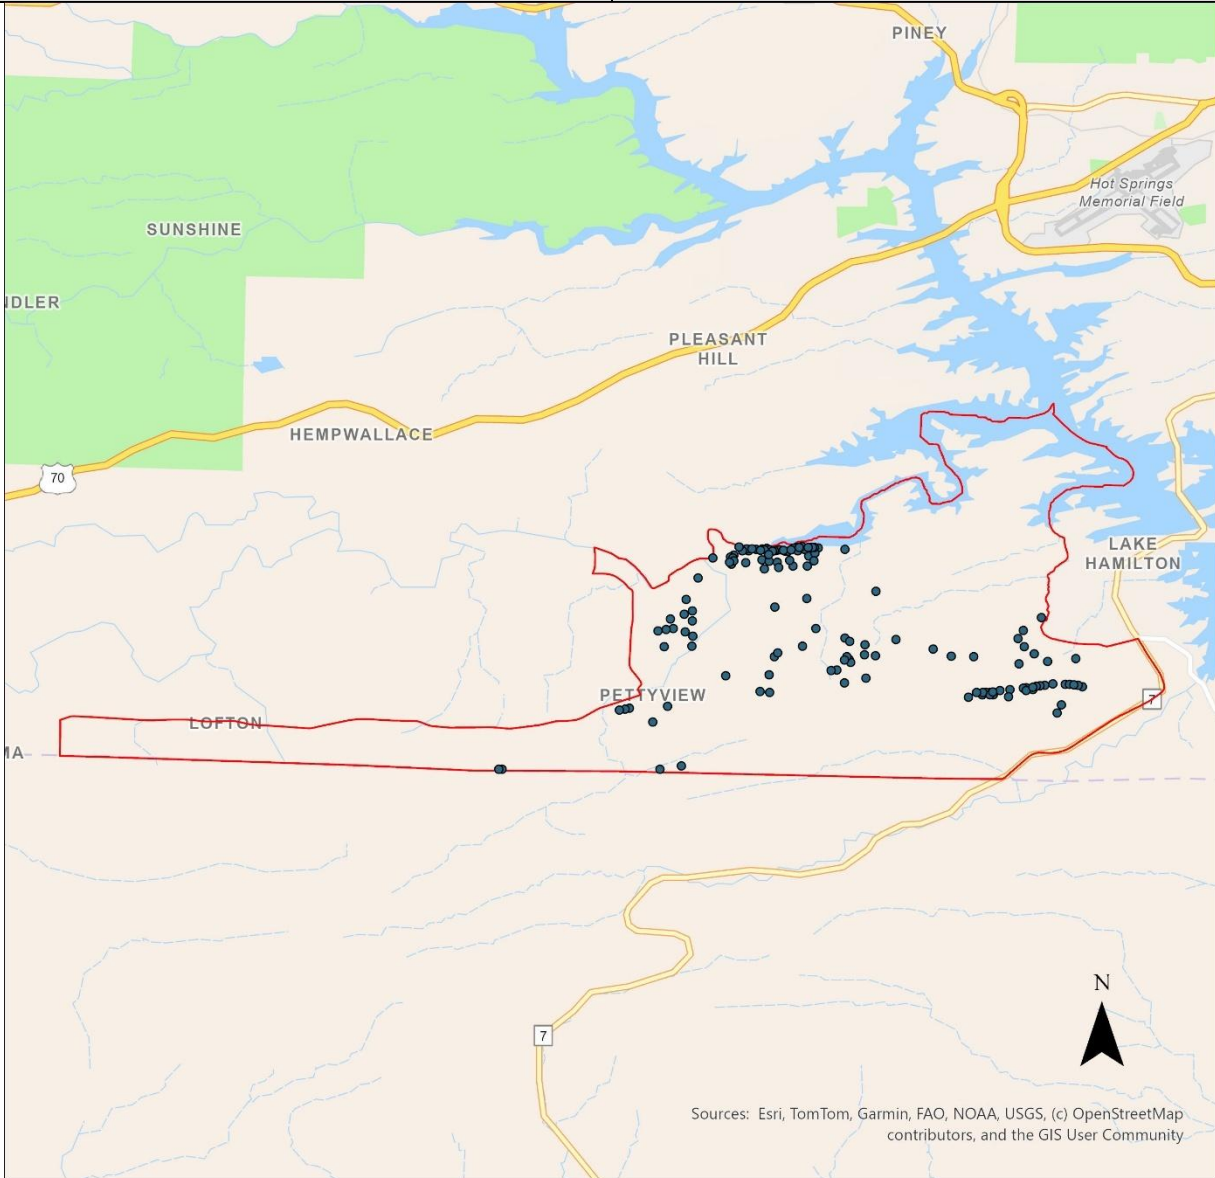 PINEY
Hot Springs
Memorial Field
SUNSHINE
NDLER
PLEASANT
HILL
HEMPWALLACE
70
LAKE
HAMILTON
PETTYVIEW
7
LOFTON
MA
N
7
Sources: Esri, TomTom, Garmin, FAO, NOAA, USGS, (c) OpenStreetMap
contributors, and the GIS User Community